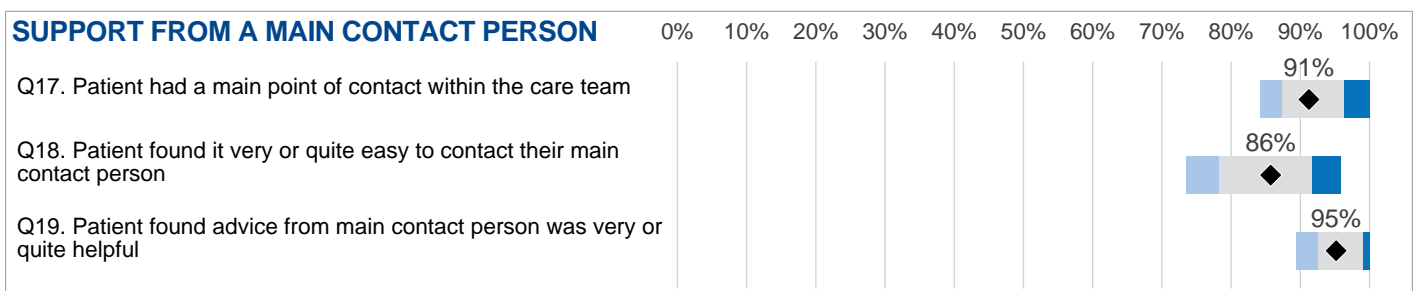 SUPPORT FROM A MAIN CONTACT PERSON 0% 10% 20% 30% 40% 50% 60% 70% 80% 90% 100%
Q17. Patient had a main point of contact within the care team
91%
Q18. Patient found it very or quite easy to contact their main
contact person
86%
Q19. Patient found advice from main contact person was very or
quite helpful
95%